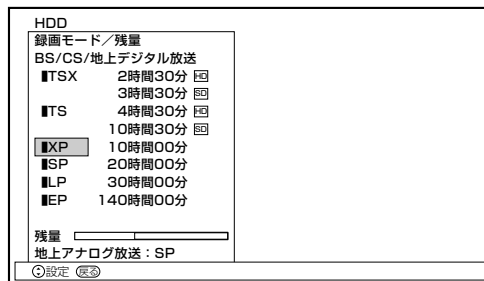 HDD
録画モード／残量
BS/CS/地上デジタル放送
TSX 2時間30分 HD
3時間30分 SD
TS 4時間30分 HD
10時間30分 SD
XP 10時間00分
SP 20時間00分
LP 30時間00分
EP 140時間00分
残量
地上アナログ放送：SP
設定 戻る